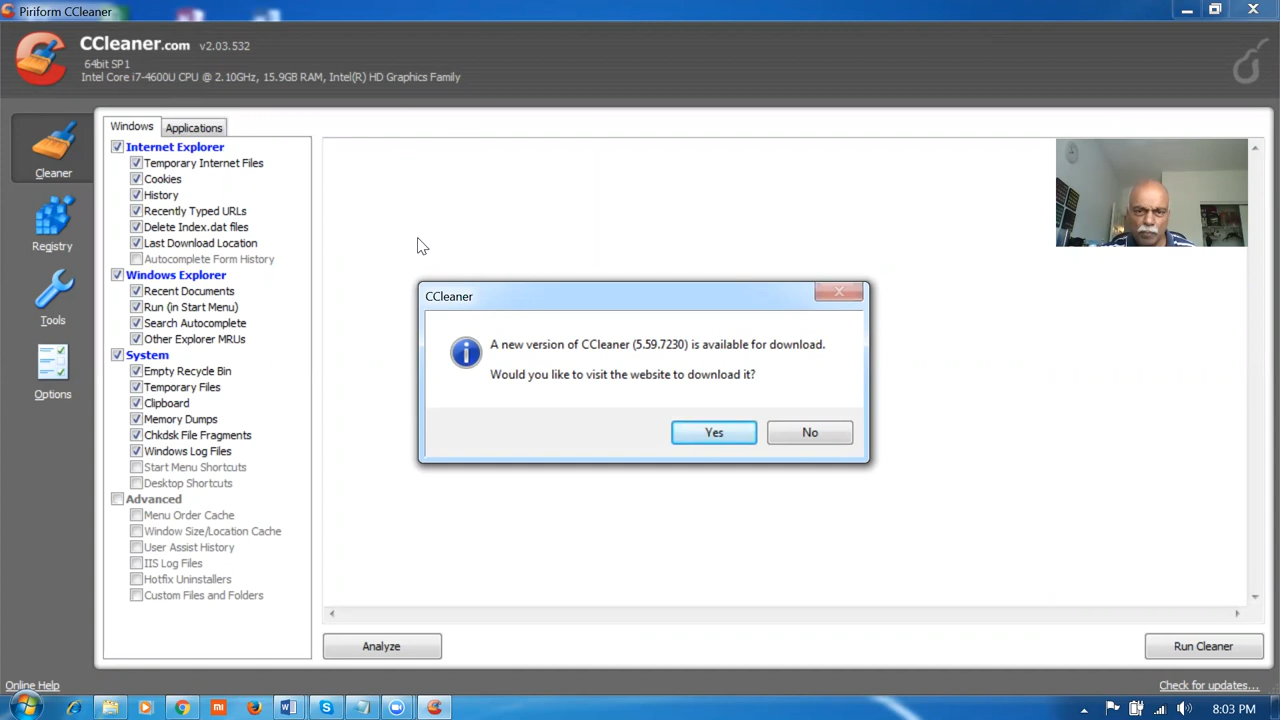 Piriform CCleaner
CCleaner.com v2.03.532
64bit SP1
Intel Core i7-4600U CPU @ 2.10GHz, 15.9GB RAM, Intel(R) HD Graphics Family
Cleaner
Registry
Tools
Options
Windows
Applications
Internet Explorer
Temporary Internet Files
Cookies
History
Recently Typed URLs
Delete Index.dat files
Last Download Location
Autocomplete Form History
Windows Explorer
Recent Documents
Run (in Start Menu)
Search Autocomplete
Other Explorer MRUs
System
Empty Recycle Bin
Temporary Files
Clipboard
Memory Dumps
Chkdsk File Fragments
Windows Log Files
Start Menu Shortcuts
Desktop Shortcuts
Advanced
Menu Order Cache
Window Size/Location Cache
User Assist History
IIS Log Files
Hotfix Uninstallers
Custom Files and Folders
CCleaner
A new version of CCleaner (5.59.7230) is available for download.
Would you like to visit the website to download it?
Yes
No
Analyze
Run Cleaner
Online Help
Check for updates...
8:03 PM